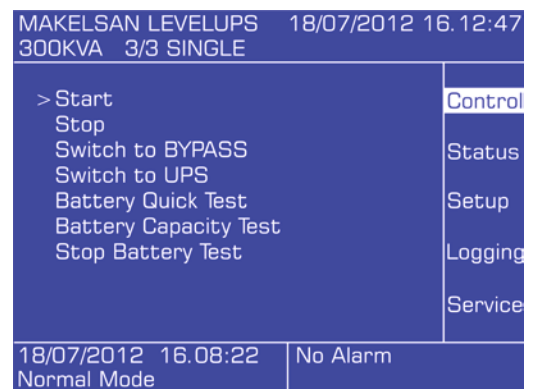 MAKELSAN LEVELUPS 18/07/2012 16.12:47
300KVA 3/3 SINGLE
> Start
Stop
Switch to BYPASS
Switch to UPS
Battery Quick Test
Battery Capacity Test
Stop Battery Test
Control
Status
Setup
Logging
Service
18/07/2012 16.08:22 No Alarm
Normal Mode